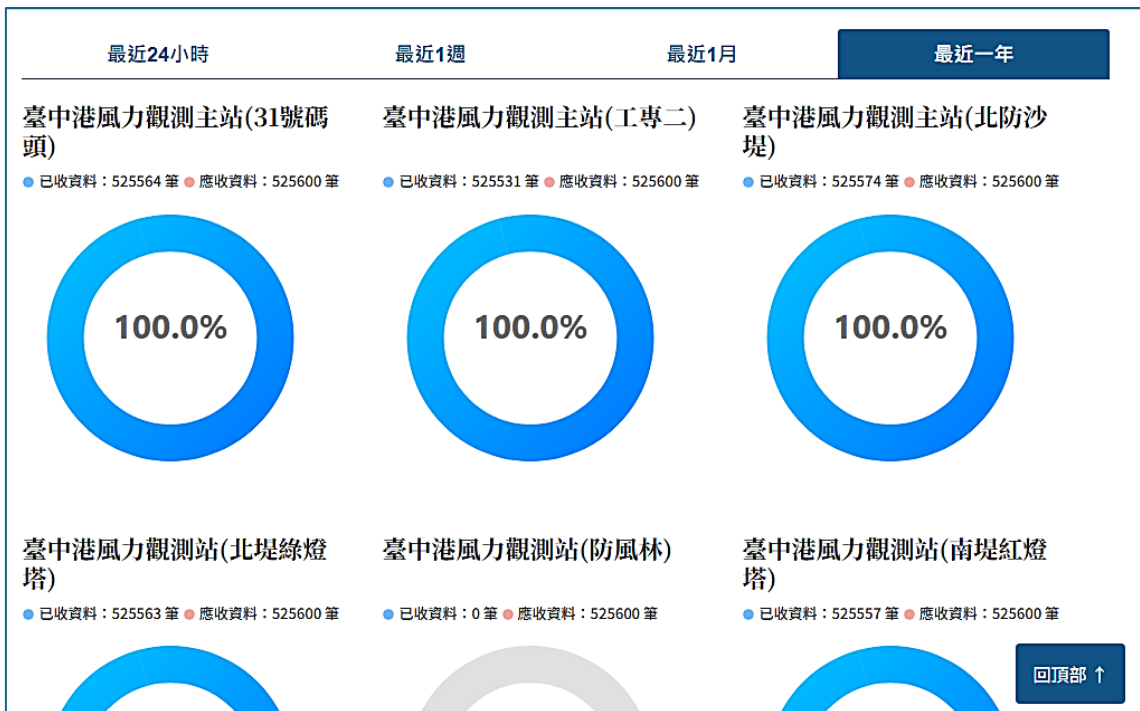 最近24小時
最近1週
最近1月
最近一年
臺中港風力觀測主站(31號碼
頭)
已收資料：525564 筆 應收資料：525600 筆
100.0%
臺中港風力觀測主站(工專二)
已收資料：525531 筆 應收資料：525600 筆
100.0%
臺中港風力觀測主站(北防沙
堤)
已收資料：525574 筆 應收資料：525600 筆
100.0%
臺中港風力觀測站(北堤綠燈
塔)
已收資料：525563 筆 應收資料：525600 筆
臺中港風力觀測站(防風林)
已收資料：0 筆 應收資料：525600 筆
臺中港風力觀測站(南堤紅燈
塔)
已收資料：525557 筆 應收資料：525600 筆
回頂部 ↑